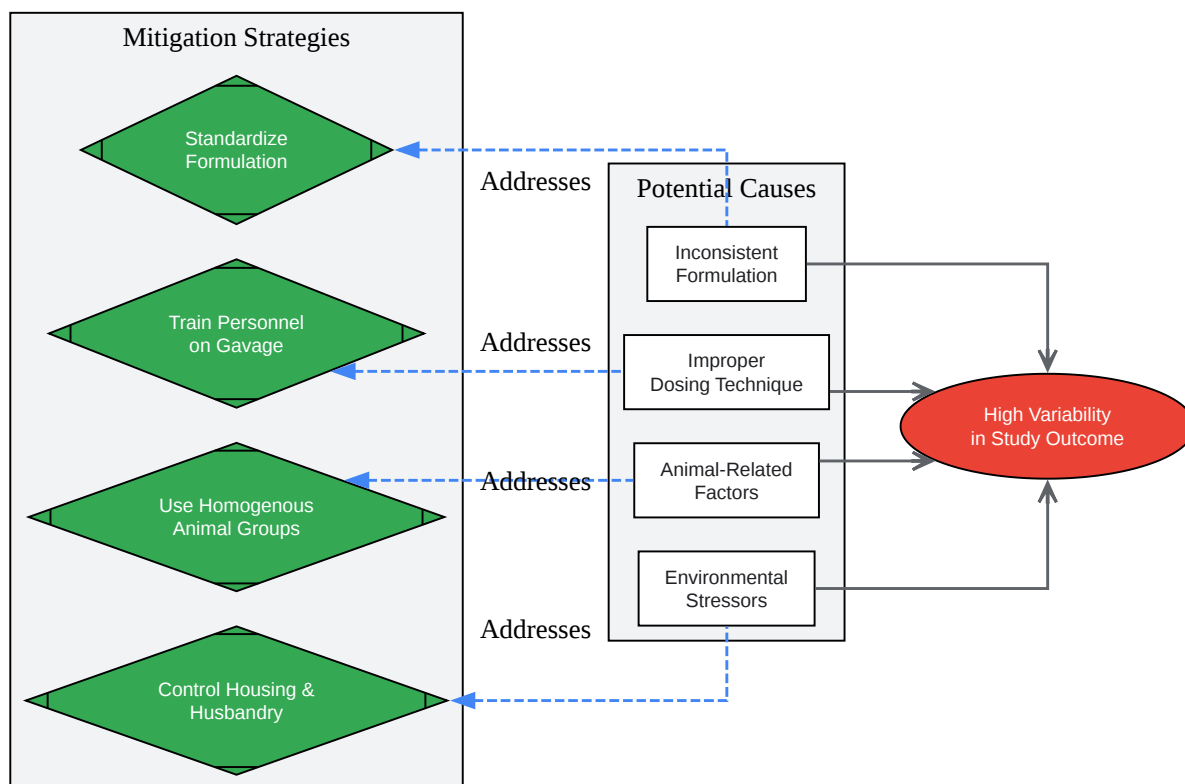 Mitigation Strategies
Standardize
Formulation
Train Personnel
on Gavage
Use Homogenous
Animal Groups
Control Housing &
Husbandry
Addresses
Addresses
Addresses
Addresses
Potential Causes
Inconsistent
Formulation
Improper
Dosing Technique
Animal-Related
Factors
Environmental
Stressors
High Variability
in Study Outcome